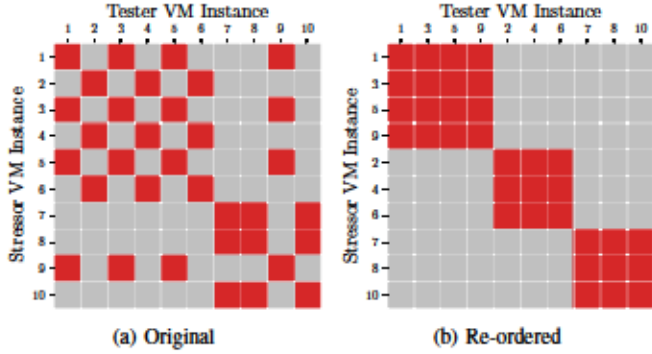 Tester VM Instance
1 2 3 4 5 6 7 8 9 10
Stressor VM Instance
1
2
3
4
5
6
7
8
9
10
(a) Original
Tester VM Instance
1 3 5 9 2 4 6 7 8 10
Stressor VM Instance
1
3
5
9
2
4
6
7
8
10
(b) Re-ordered